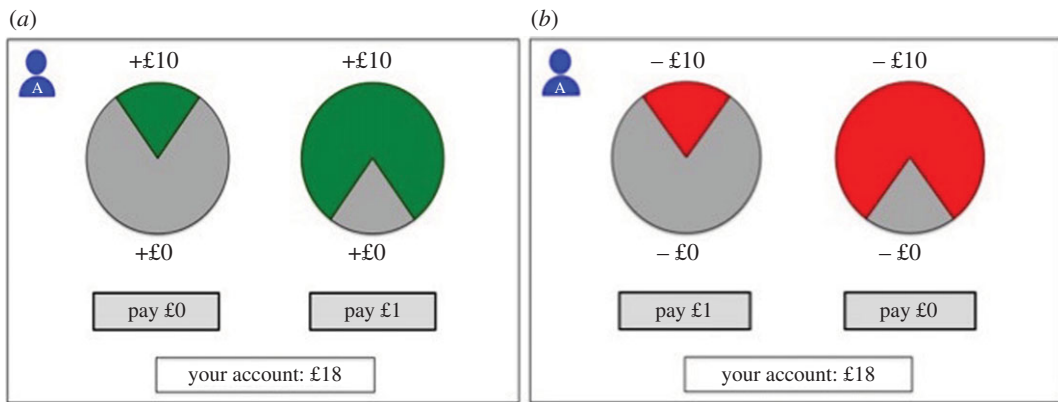 (a)
A
+£10 +£10
+£0 +£0
pay £0 pay £1
your account: £18
(b)
A
– £10 – £10
– £0 – £0
pay £1 pay £0
your account: £18